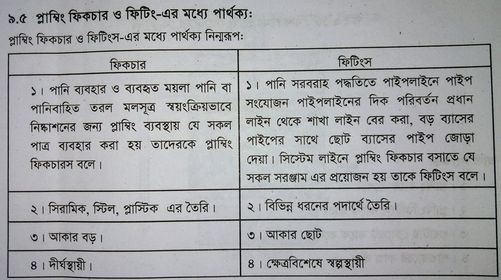 ৯.৫ প্লাম্বিং ফিকচার ও ফিটিং-এর মধ্যে পার্থক্য:
প্লাম্বিং ফিকচার ও ফিটিংস-এর মধ্যে পার্থক্য নিম্নরূপ:
ফিকচার
১। পানি ব্যবহার ও ব্যবহৃত ময়লা পানি বা
পানিবাহিত তরল মলসূত্র স্বয়ংক্রিয়ভাবে
নিষ্কাশনের জন্য প্লাম্বিং ব্যবস্থায় যে সকল
পাত্র ব্যবহার করা হয় তাদেরকে প্লাম্বিং
ফিকচারস বলে।
ফিটিংস
১। পানি সরবরাহ পদ্ধতিতে পাইপলাইনে পাইপ
সংযোজন পাইপলাইনের দিক পরিবর্তন প্রধান
লাইন থেকে শাখা লাইন বের করা, বড় ব্যাসের
পাইপের সাথে ছোট ব্যাসের পাইপ জোড়া
দেয়া। সিস্টেম লাইনে প্লাম্বিং ফিকচার বসাতে যে
সকল সরঞ্জাম এর প্রয়োজন হয় তাকে ফিটিংস বলে।
২। সিরামিক, স্টিল, প্লাস্টিক এর তৈরি।
২। বিভিন্ন ধরনের পদার্থে তৈরি।
৩। আকার বড়।
৩। আকার ছোট
৪। দীর্ঘস্থায়ী।
৪। ক্ষেত্রবিশেষে স্বল্পস্থায়ী